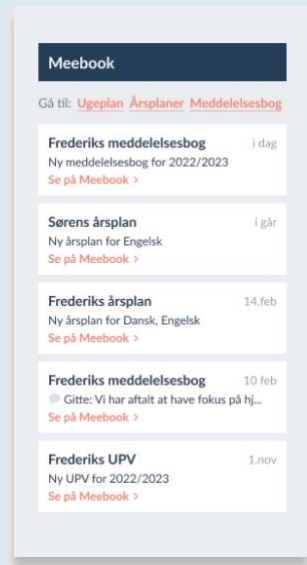 Meebook
Gå til: Ugeplan Årsplaner Meddelelsesbog
Frederiks meddelelsesbog i dag
Ny meddelelsesbog for 2022/2023
Se på Meebook >
Sørens årsplan i går
Ny årsplan for Engelsk
Se på Meebook >
Frederiks årsplan 14.feb
Ny årsplan for Dansk, Engelsk
Se på Meebook >
Frederiks meddelelsesbog 10 feb
Gitte: Vi har aftalt at have fokus på hj...
Se på Meebook >
Frederiks UPV 1.nov
Ny UPV for 2022/2023
Se på Meebook >